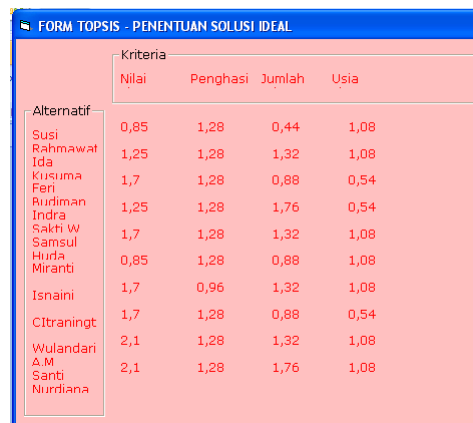 FORM TOPSIS - PENENTUAN SOLUSI IDEAL
Kriteria
Nilai Penghasi Jumlah Usia
Alternatif
Susi
Rahmawat
Ida
Kusuma
Feri
Budiman
Indra
Sakti W
Samsul
Huda
Miranti
Isnaini
CItraningt
Wulandari
A.M
Santi
Nurdiana
0,85 1,28 0,44 1,08
1,25 1,28 1,32 1,08
1,7 1,28 0,88 0,54
1,25 1,28 1,76 0,54
1,7 1,28 1,32 1,08
0,85 1,28 0,88 1,08
1,7 0,96 1,32 1,08
1,7 1,28 0,88 0,54
2,1 1,28 1,32 1,08
2,1 1,28 1,76 1,08